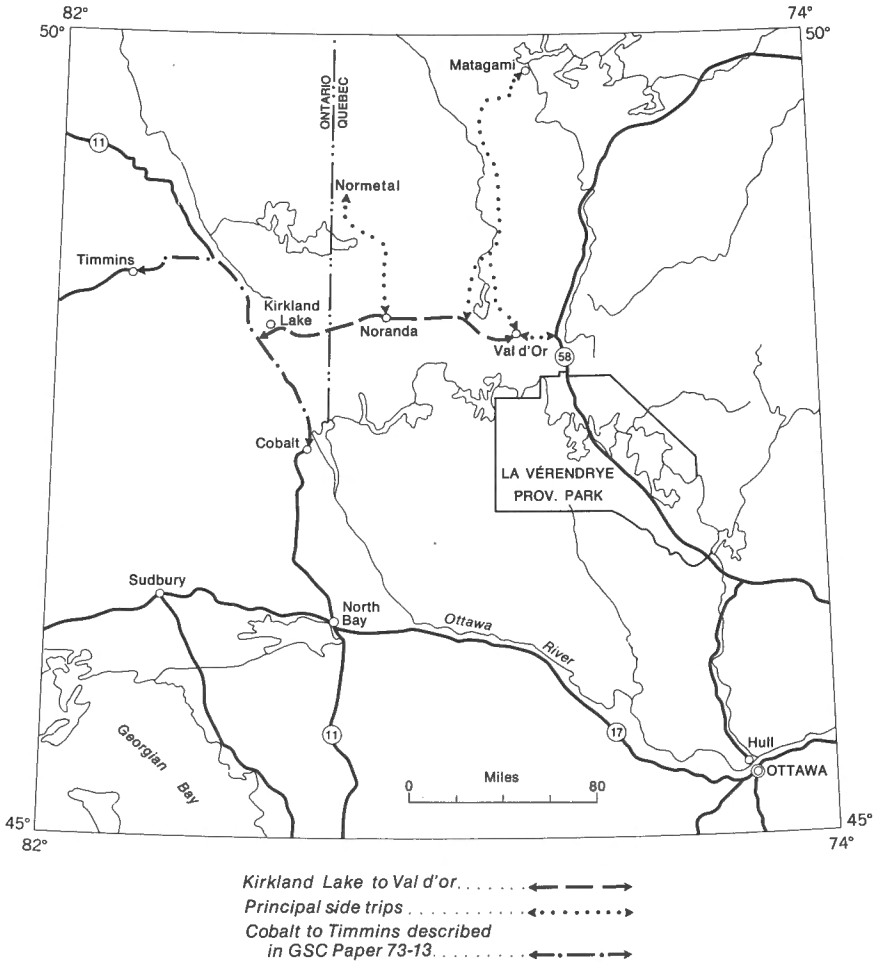 82°
74°
50°
50°
Matagami
ONTARIO
QUEBEC
11
Normetal
Timmins
Kirkland
Lake
Noranda
Val d'Or
58
Cobalt
LA VÉRENDRYE
PROV. PARK
Sudbury
North
Bay
Ottawa
River
Georgian
Bay
11
17
Hull
OTTAWA
Miles
0
80
45°
45°
82°
74°
Kirkland Lake to Val d'or.......
Principal side trips...........
Cobalt to Timmins described
in GSC Paper 73-13.........